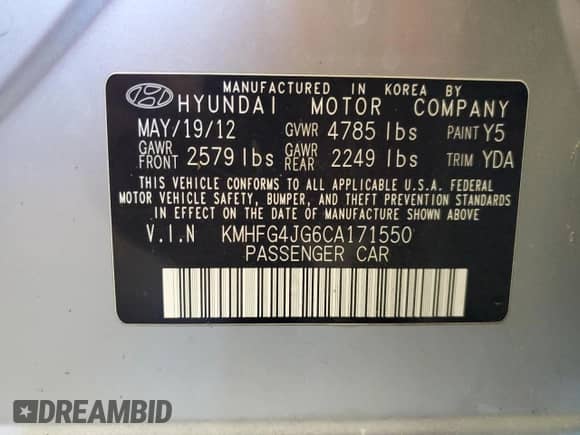 MANUFACTURED IN KOREA BY
HYUNDAI MOTOR COMPANY
MAY/19/12 GVWR 4785 lbs PAINT Y5
GAWR FRONT 2579 lbs GAWR REAR 2249 lbs TRIM YDA
THIS VEHICLE CONFORMS TO ALL APPLICABLE U.S.A. FEDERAL
MOTOR VEHICLE SAFETY, BUMPER, AND THEFT PREVENTION STANDARDS
IN EFFECT ON THE DATE OF MANUFACTURE SHOWN ABOVE.
V.I.N KMHFG4JG6CA171550
PASSENGER CAR
DREAMBID